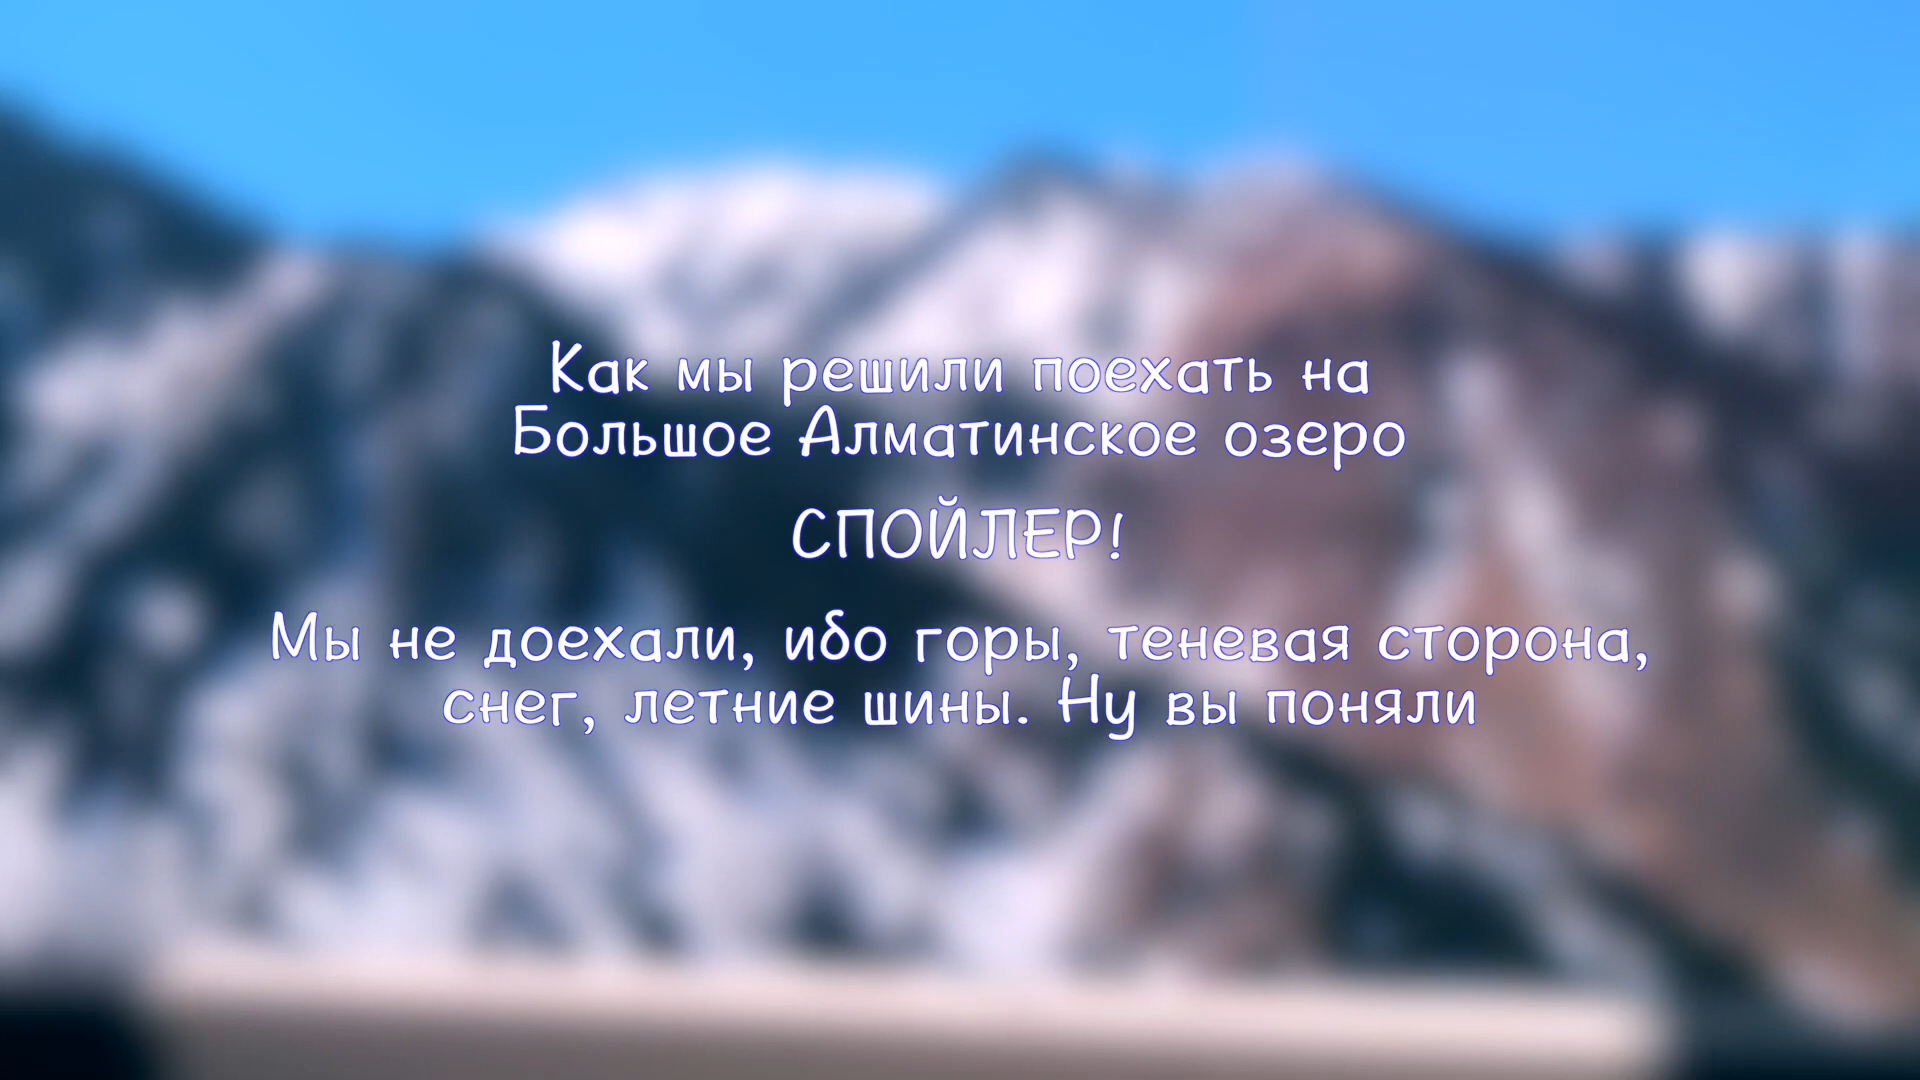 Как мы решили поехать на
Большое Алматинское озеро
СПОЙЛЕР!
Мы не доехали, ибо горы, теневая сторона,
снег, летние шины. Ну вы поняли